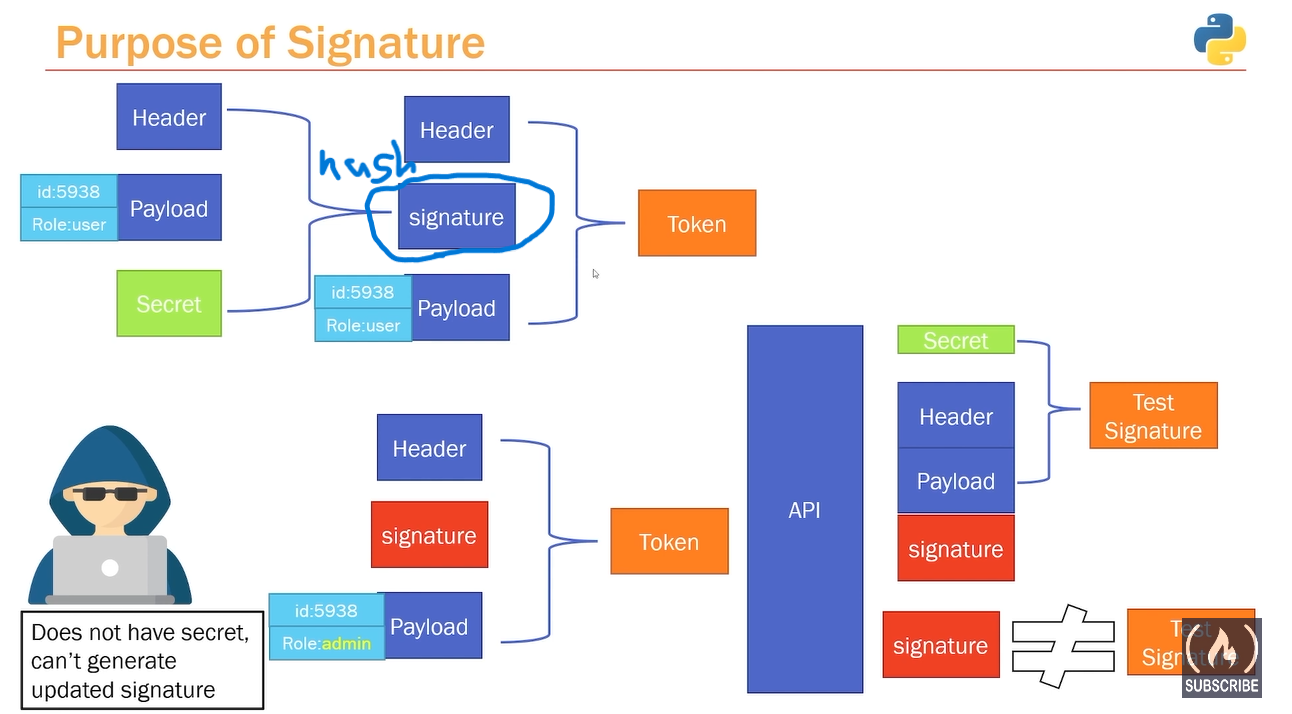 Purpose of Signature
Header
id:5938
Role:user
Payload
Secret
hash
Header
signature
id:5938
Role:user
Payload
Token
Does not have secret,
can't generate
updated signature
Header
signature
id:5938
Role:admin
Payload
Token
API
Secret
Header
Payload
signature
Test
Signature
signature
≠
Test
Signature
SUBSCRIBE